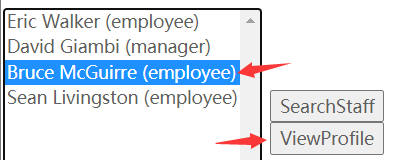 Eric Walker (employee)
David Giambi (manager)
Bruce McGuirre (employee)
Sean Livingston (employee)
SearchStaff
ViewProfile